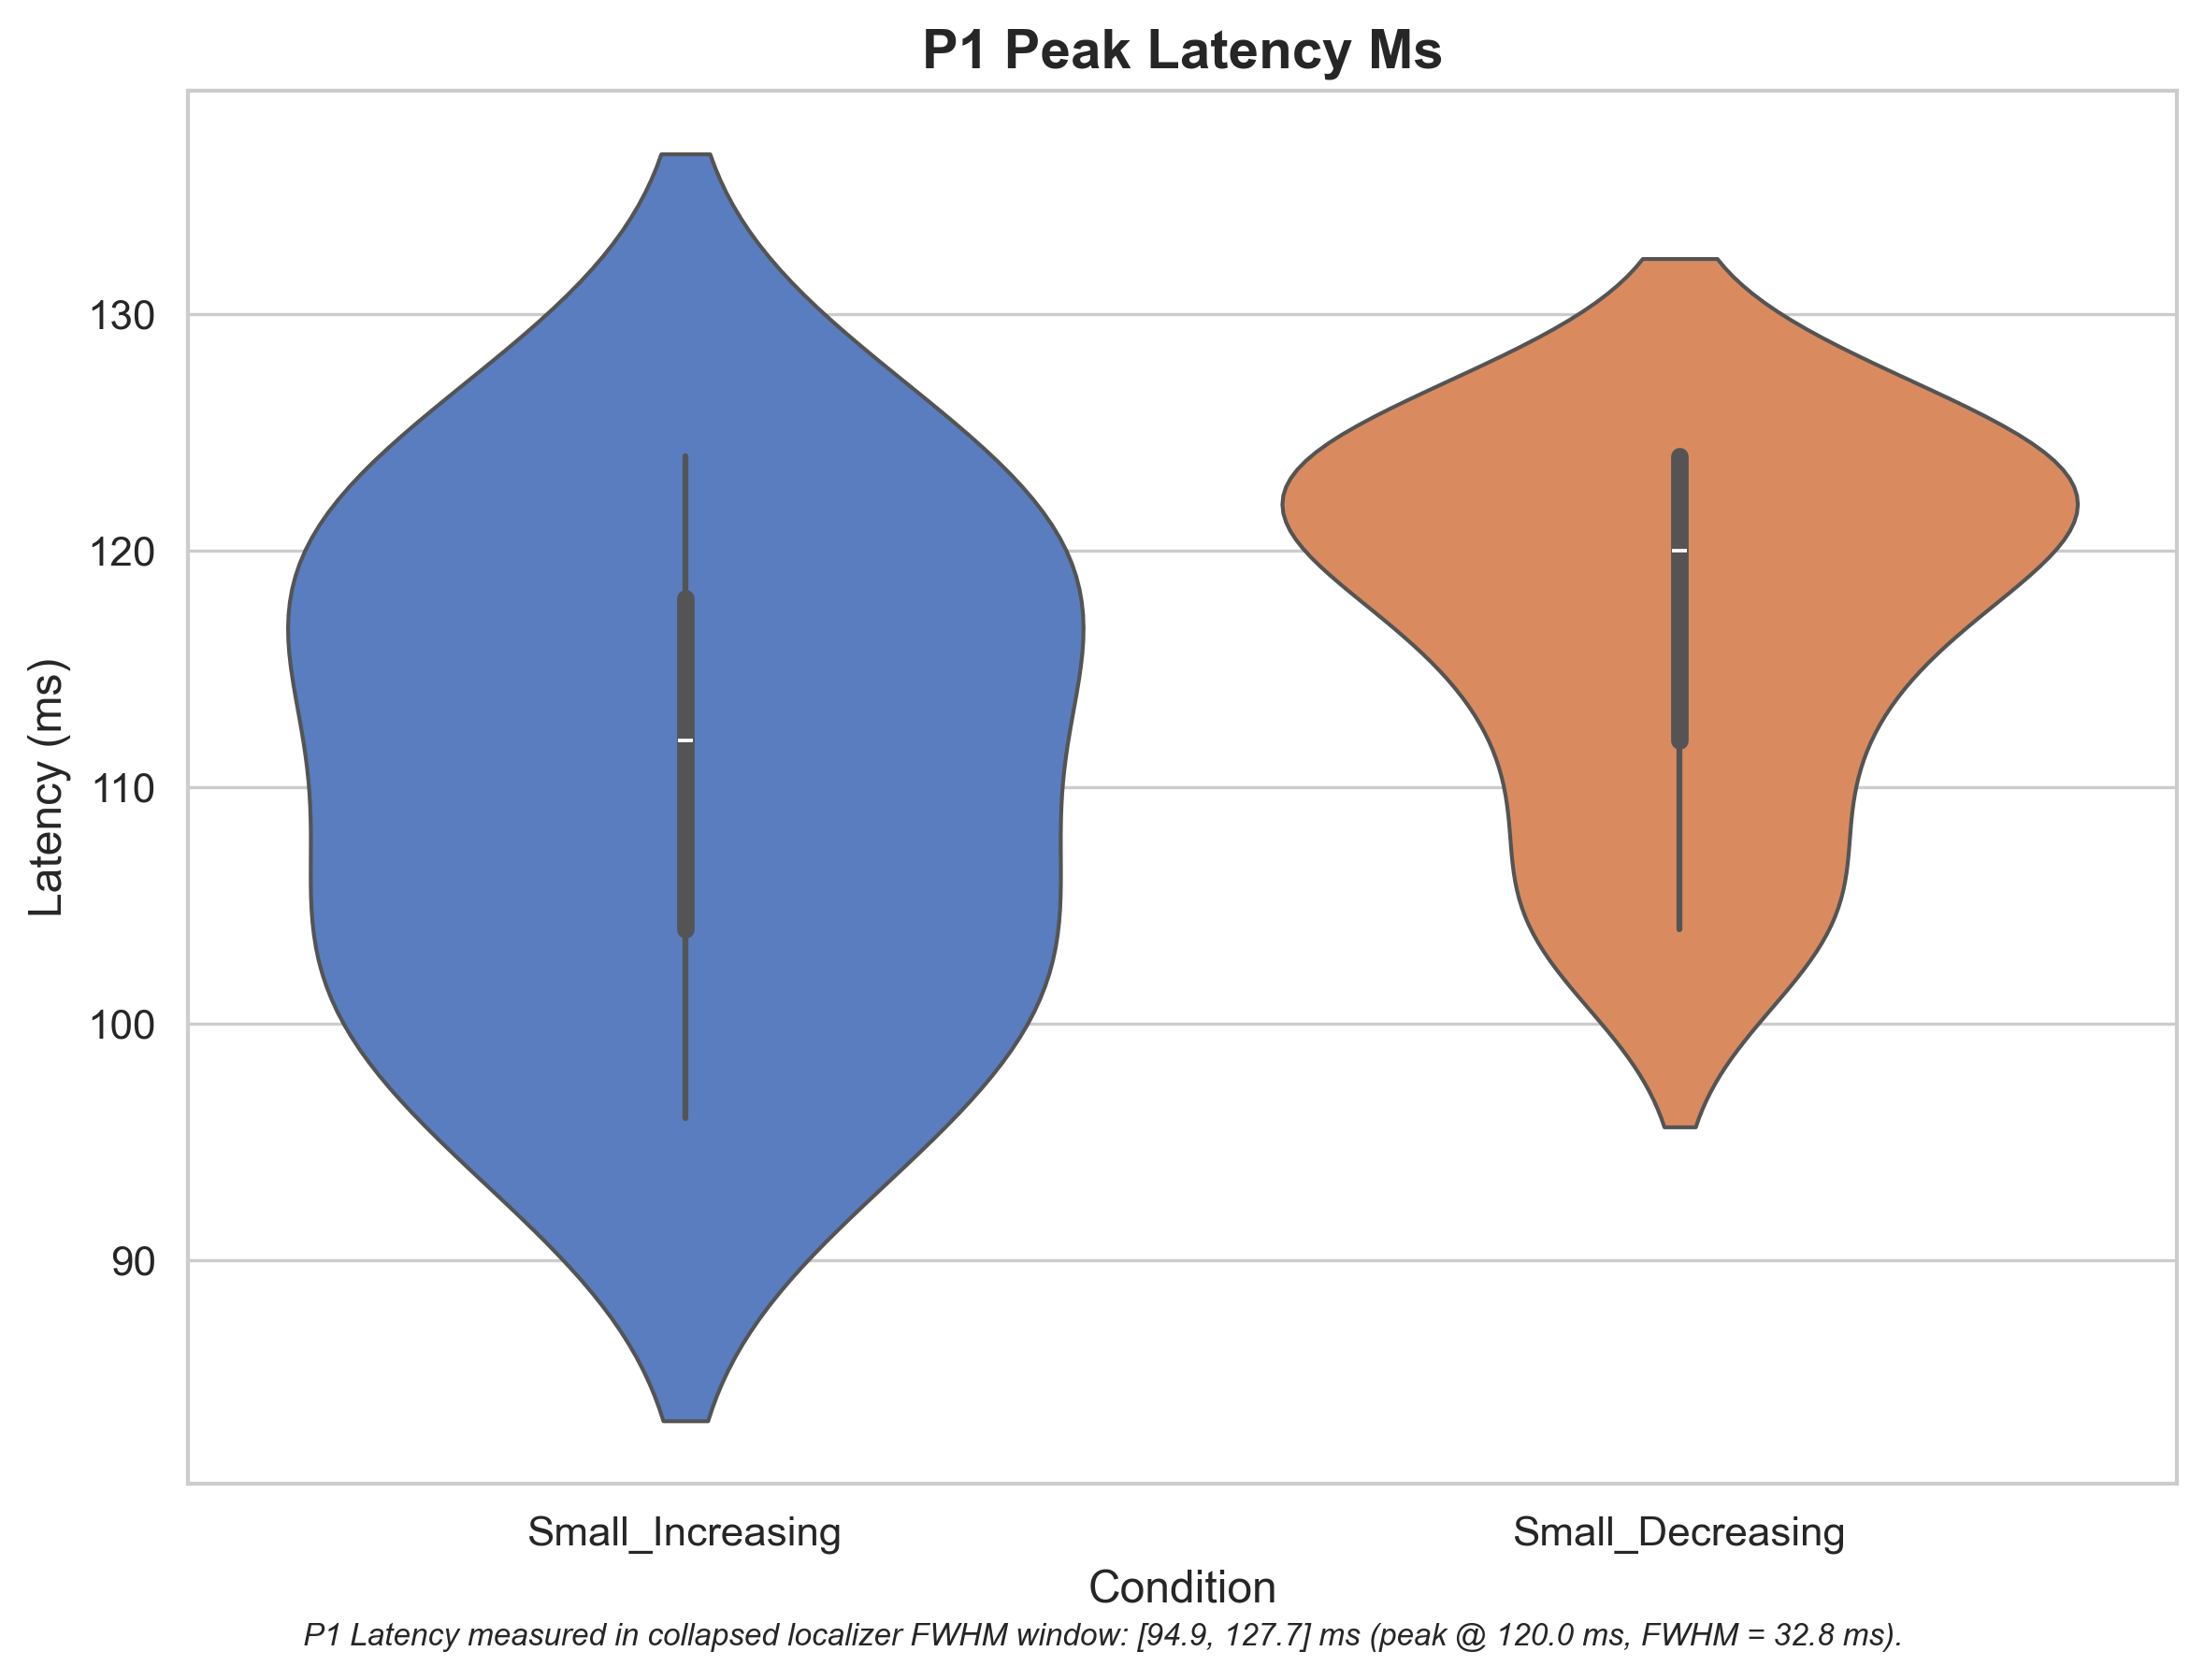 P1 Peak Latency Ms
Latency (ms)
130
120
110
100
90
Small_Increasing
Small_Decreasing
Condition
P1 Latency measured in collapsed localizer FWHM window: [94.9, 127.7] ms (peak @ 120.0 ms, FWHM = 32.8 ms).